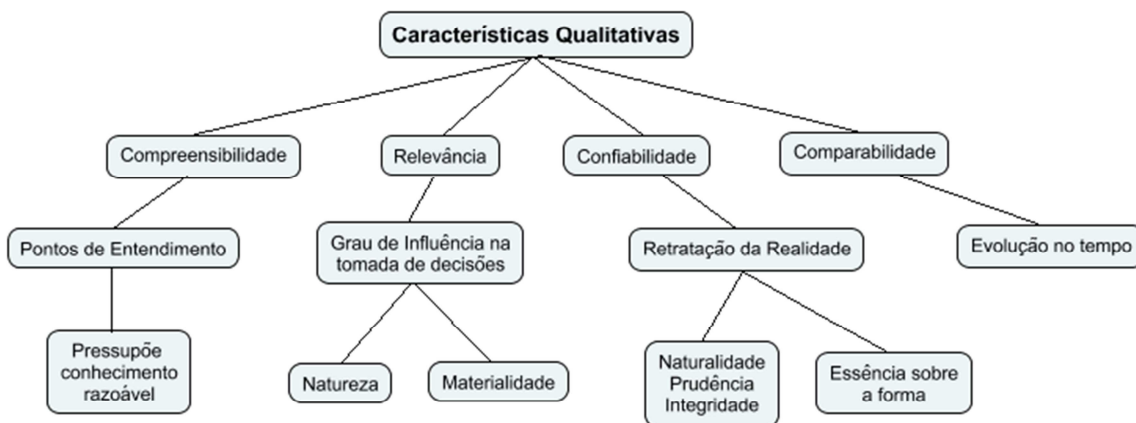 Características Qualitativas
Compreensibilidade
Relevância
Confiabilidade
Comparabilidade
Pontos de Entendimento
Grau de Influência na
tomada de decisões
Retratação da Realidade
Evolução no tempo
Pressupõe
conhecimento
razoável
Natureza
Materialidade
Naturalidade
Prudência
Integridade
Essência sobre
a forma